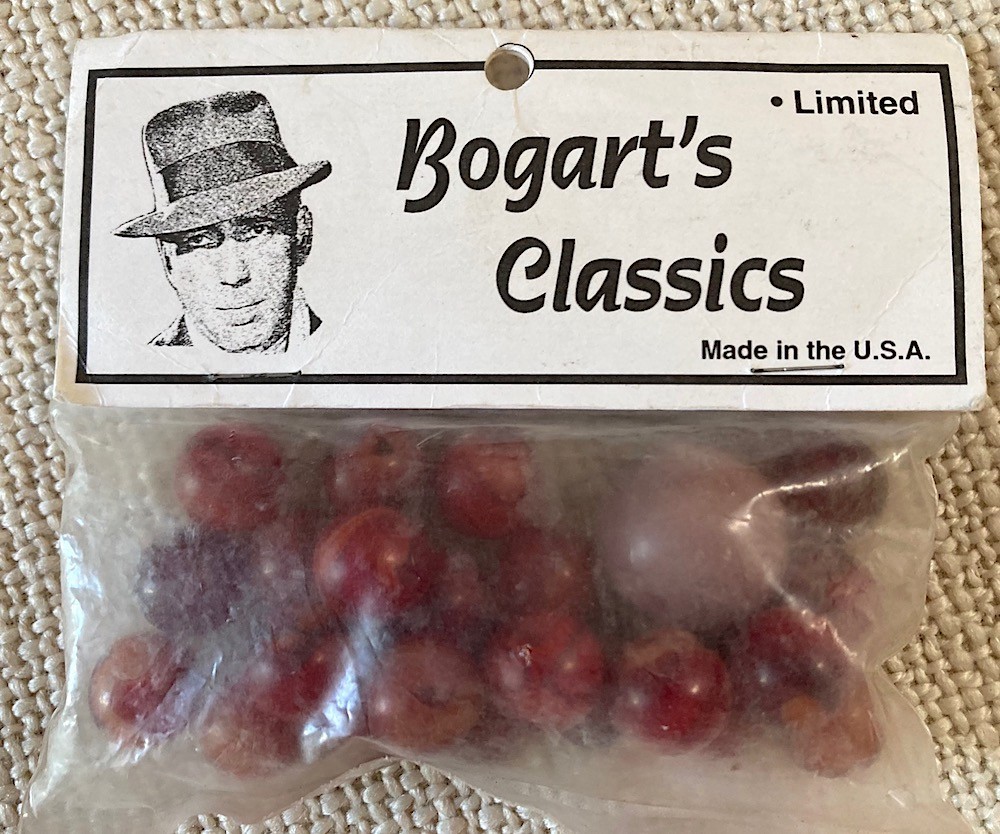 • Limited
Bogart's
Classics
Made in the U.S.A.